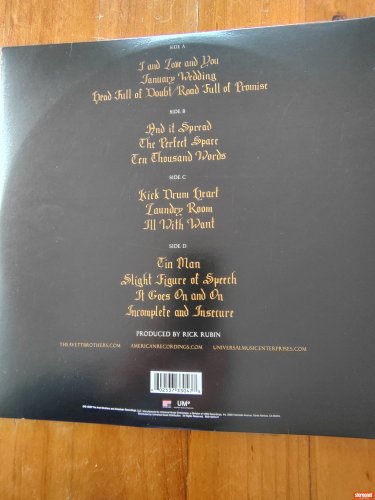 SIDE A
I and Love and You
January Wedding
Head Full of Doubt/Road Full of Promise
SIDE B
And it Spread
The Perfect Space
Ten Thousand Words
SIDE C
Kick Drum Heart
Laundry Room
Ill With Want
SIDE D
Tin Man
Slight Figure of Speech
It Goes On and On
Incomplete and Insecure
PRODUCED BY RICK RUBIN
THEAVETTBROTHERS.COM AMERICANRECORDINGS.COM UNIVERSALMUSICENTERPRISES.COM
UMe